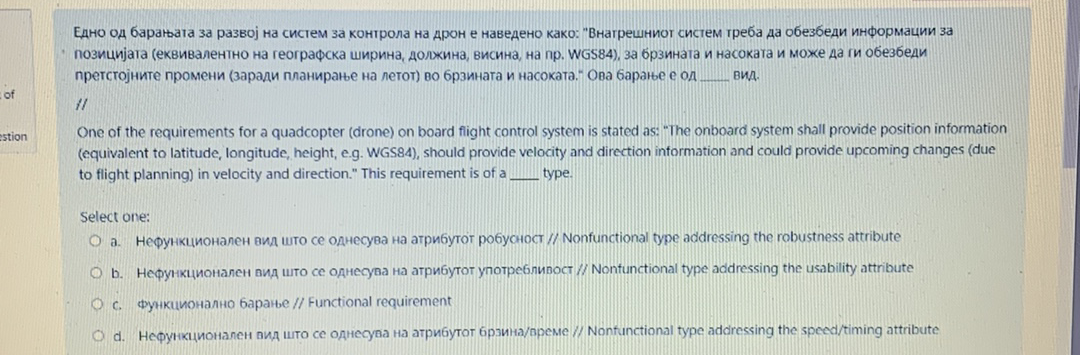 Едно од барањата за развој на систем за контрола на дрон е наведено како: "Внатрешниот систем треба да обезбеди информации за
позицијата (еквивалентно на географска ширина, должина, висина, на пр. WGS84), за брзината и насоката и може да ги обезбеди
претстојните промени (заради планирање на летот) во брзината и насоката." Ова барање е од ____ вид.
of
//
estion
One of the requirements for a quadcopter (drone) on board flight control system is stated as: "The onboard system shall provide position information
(equivalent to latitude, longitude, height, e.g. WGS84), should provide velocity and direction information and could provide upcoming changes (due
to flight planning) in velocity and direction." This requirement is of a ____ type.
Select one:
a. Нефункционален вид што се однесува на атрибутот робусност // Nonfunctional type addressing the robustness attribute
b. Нефункционален вид што се однесува на атрибутот употребливост // Nonfunctional type addressing the usability attribute
c. Функционално барање // Functional requirement
d. Нефункционален вид што се однесува на атрибутот брзина/време // Nonfunctional type addressing the speed/timing attribute